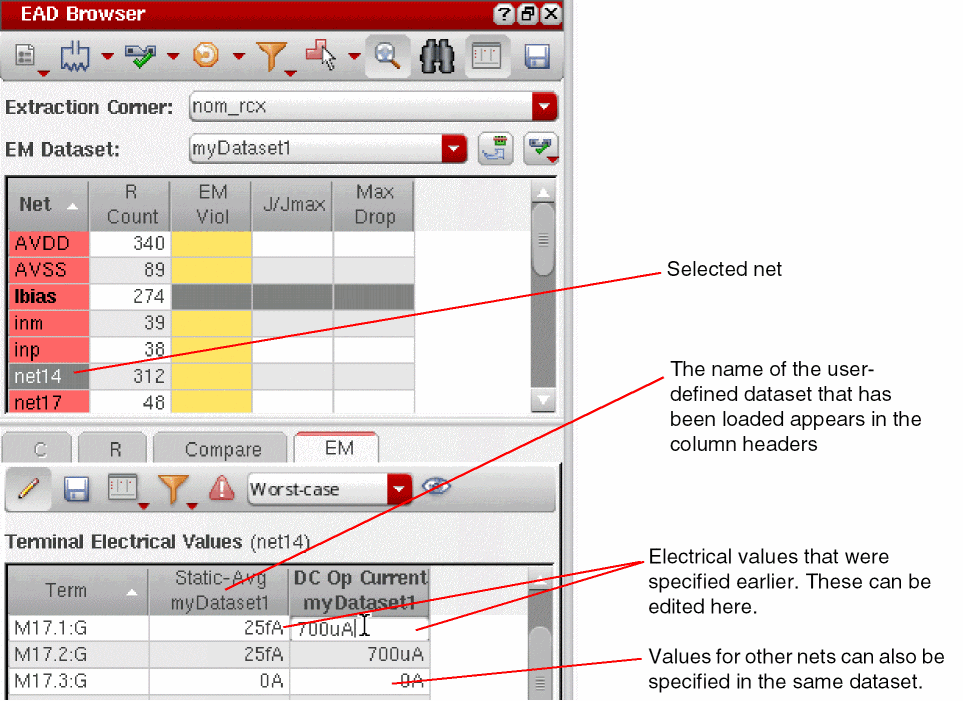 EAD Browser
Extraction Corner: nom_rcx
EM Dataset: myDataset1
Net R Count EM Viol J/Jmax Max Drop
AVDD 340
AVSS 89
Ibias 274
inm 39
inp 38
net14 312
net17 48
Selected net
The name of the user-
defined dataset that has
been loaded appears in the
column headers
C R Compare EM
Worst-case
Terminal Electrical Values (net14)
Term Static-Avg myDataset1 DC Op Current myDataset1
M17.1:G 25fA 700uA
M17.2:G 25fA 700uA
M17.3:G 0A 0A
Electrical values that were
specified earlier. These can be
edited here.
Values for other nets can also be
specified in the same dataset.